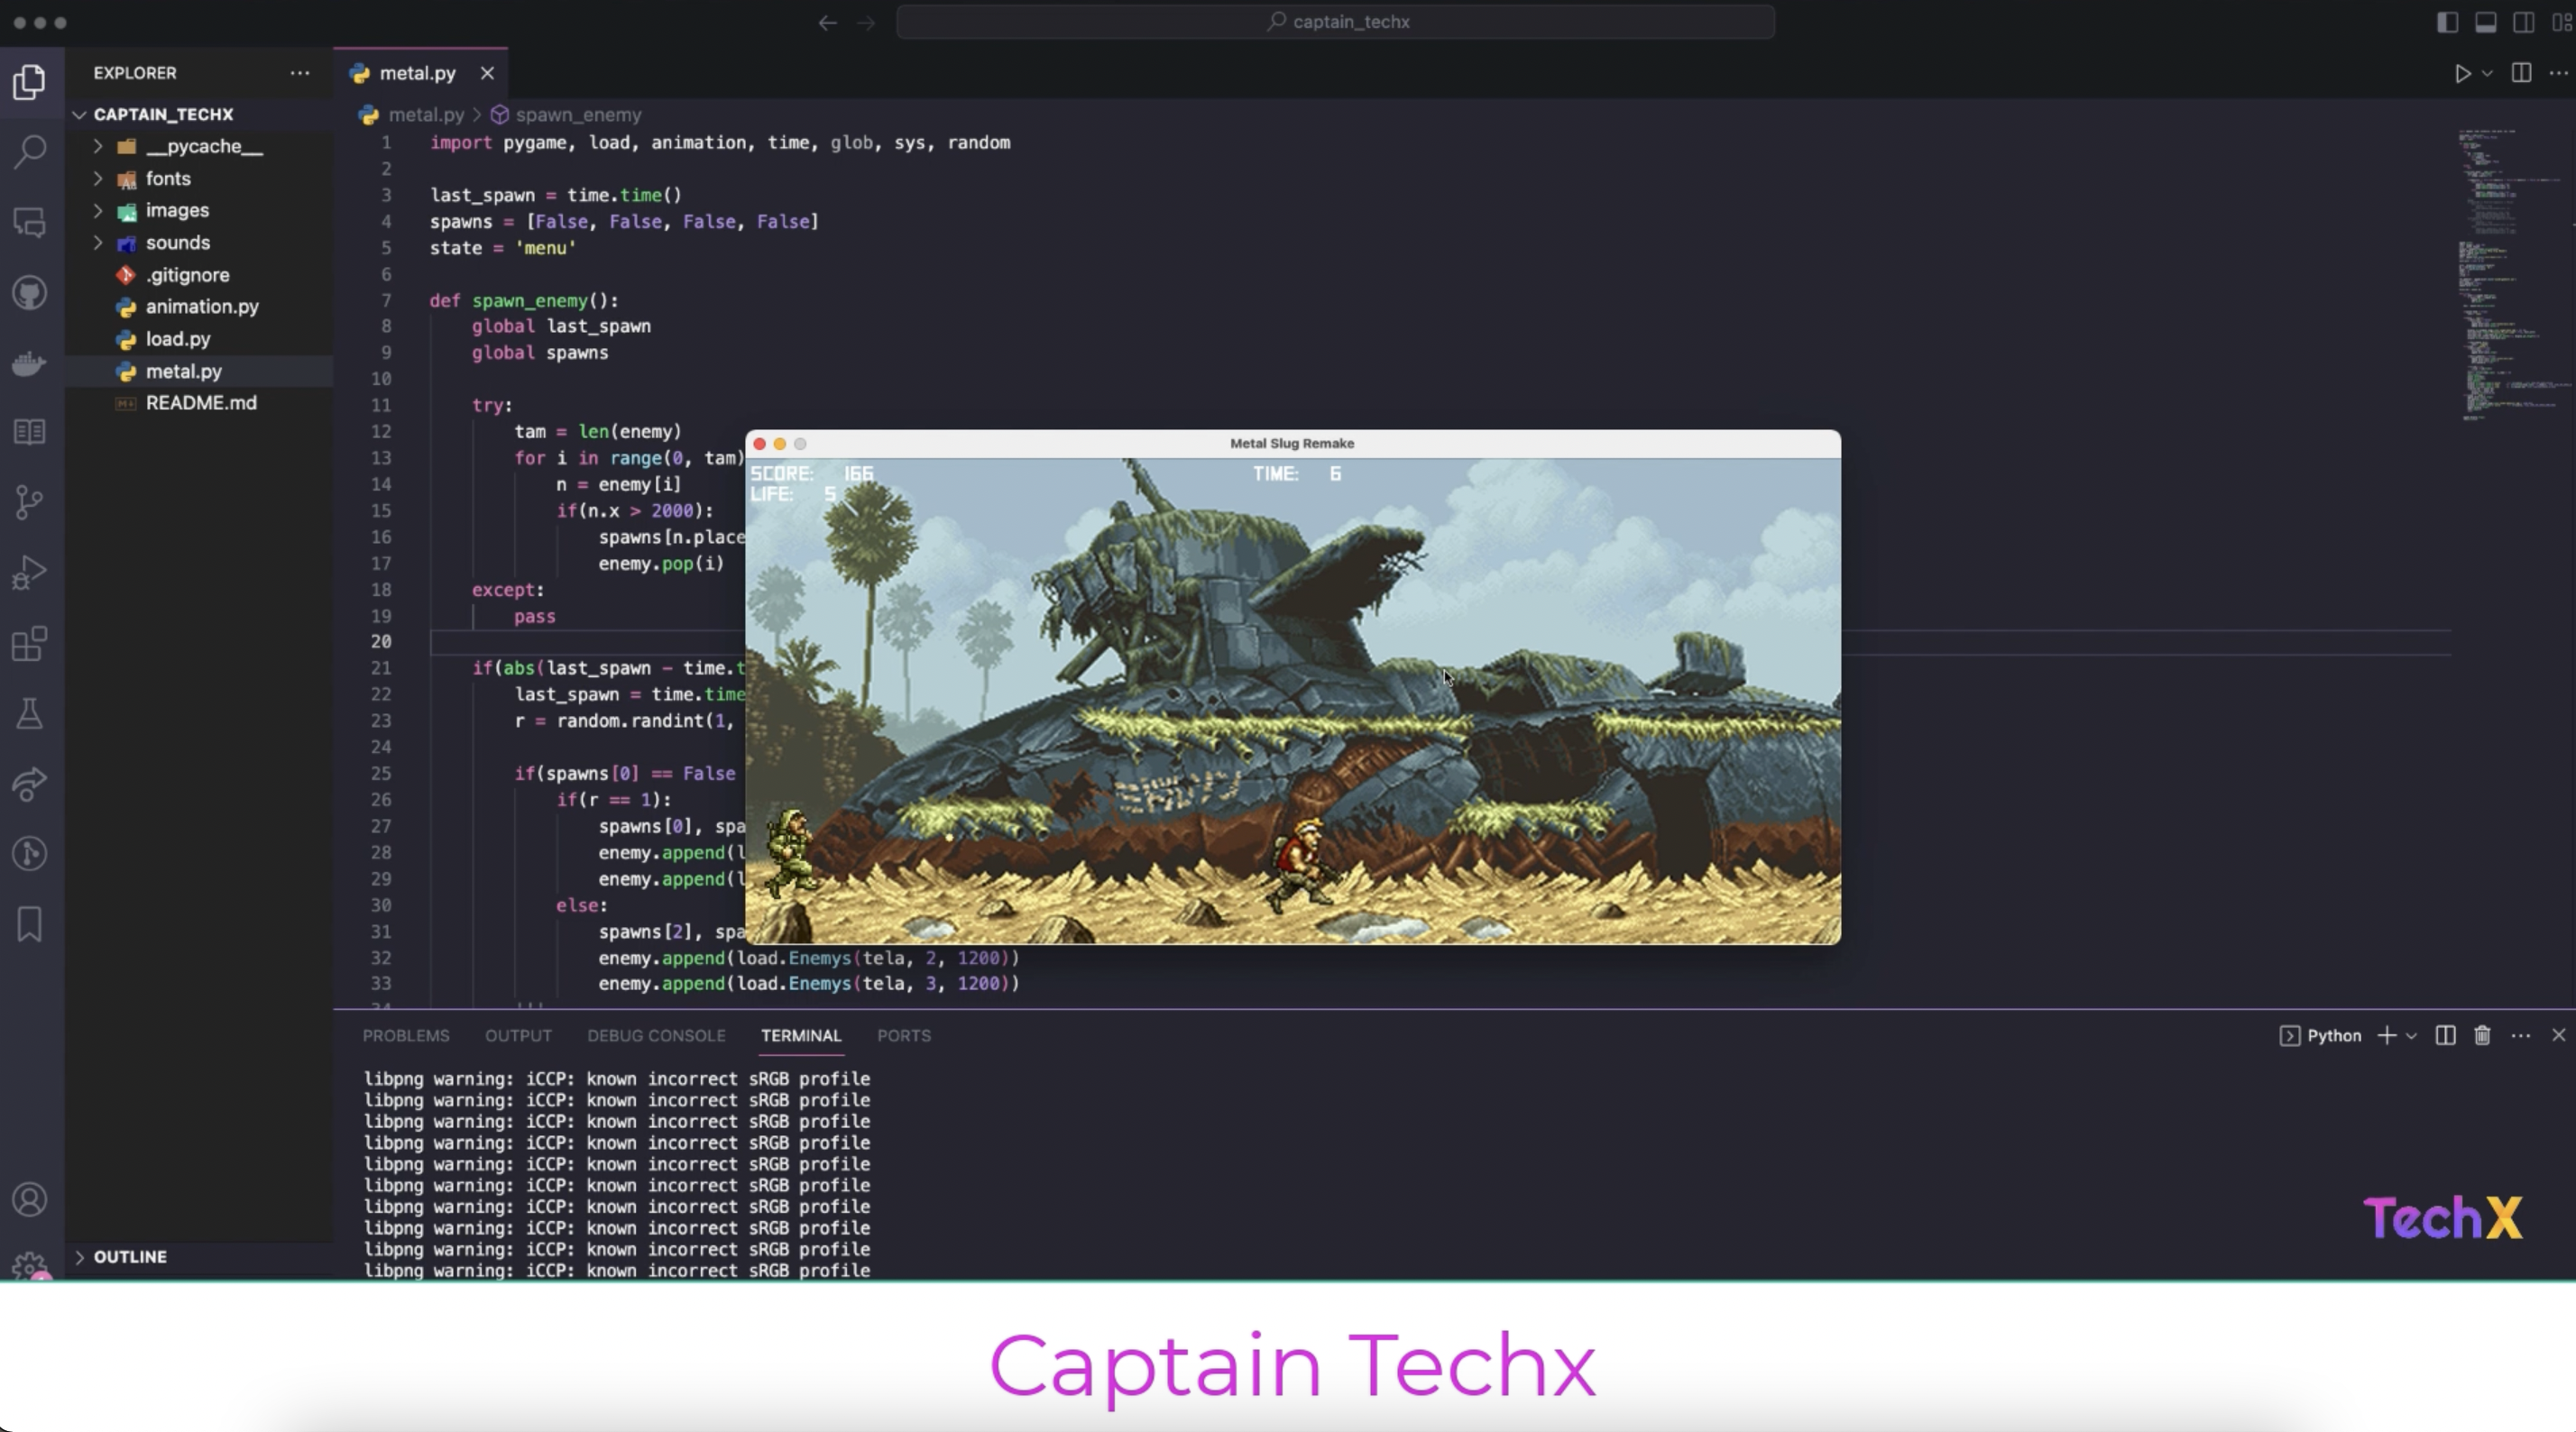 captain_techx
EXPLORER
metal.py
CAPTAIN_TECHX
metal.py > spawn_enemy
__pycache__
fonts
images
sounds
.gitignore
animation.py
load.py
metal.py
README.md
1 import pygame, load, animation, time, glob, sys, random
2
3 last_spawn = time.time()
4 spawns = [False, False, False, False]
5 state = 'menu'
6
7 def spawn_enemy():
8 global last_spawn
9 global spawns
10
11 try:
12 tam = len(enemy)
13 for i in range(0, tam)
14 n = enemy[i]
15 if(n.x > 2000):
16 spawns[n.place
17 enemy.pop(i)
18 except:
19 pass
20
21 if(abs(last_spawn - time.t
22 last_spawn = time.time
23 r = random.randint(1,
24
25 if(spawns[0] == False
26 if(r == 1):
27 spawns[0], spa
28 enemy.append(l
29 enemy.append(l
30 else:
31 spawns[2], spa
32 enemy.append(load.Enemys(tela, 2, 1200))
33 enemy.append(load.Enemys(tela, 3, 1200))
Metal Slug Remake
SCORE: 166
TIME: 6
LIFE: 5
PROBLEMS OUTPUT DEBUG CONSOLE TERMINAL PORTS
Python
libpng warning: iCCP: known incorrect sRGB profile
libpng warning: iCCP: known incorrect sRGB profile
libpng warning: iCCP: known incorrect sRGB profile
libpng warning: iCCP: known incorrect sRGB profile
libpng warning: iCCP: known incorrect sRGB profile
libpng warning: iCCP: known incorrect sRGB profile
libpng warning: iCCP: known incorrect sRGB profile
libpng warning: iCCP: known incorrect sRGB profile
libpng warning: iCCP: known incorrect sRGB profile
libpng warning: iCCP: known incorrect sRGB profile
OUTLINE
TechX
Captain Techx